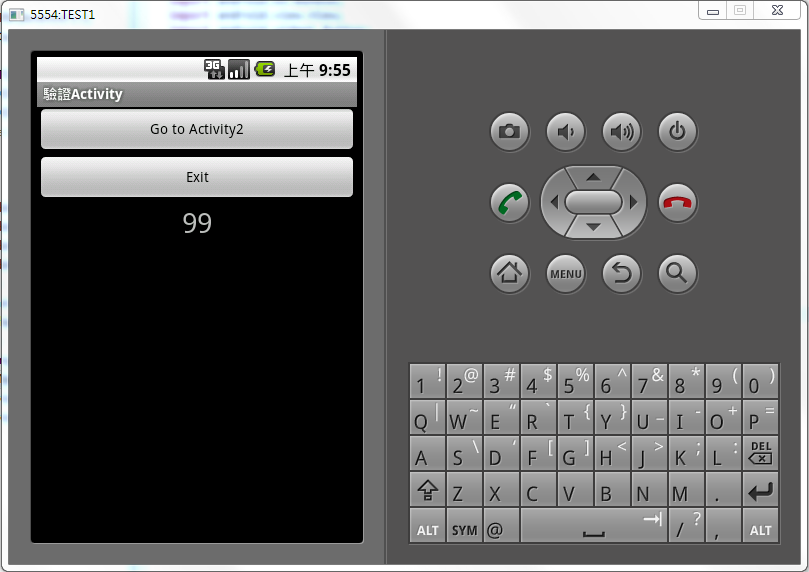 5554:TEST1
3G
上午 9:55
驗證Activity
Go to Activity2
Exit
99
MENU
1 ! 2 @ 3 # 4 $ 5 % 6 ^ 7 & 8 * 9 ( 0 )
Q | W ~ E “ R ` T { Y } U _ I - O + P =
A S \ D ‘ F [ G ] H < J > K ; L : DEL
Z X C V B N M .
ALT SYM @ / ? , ALT